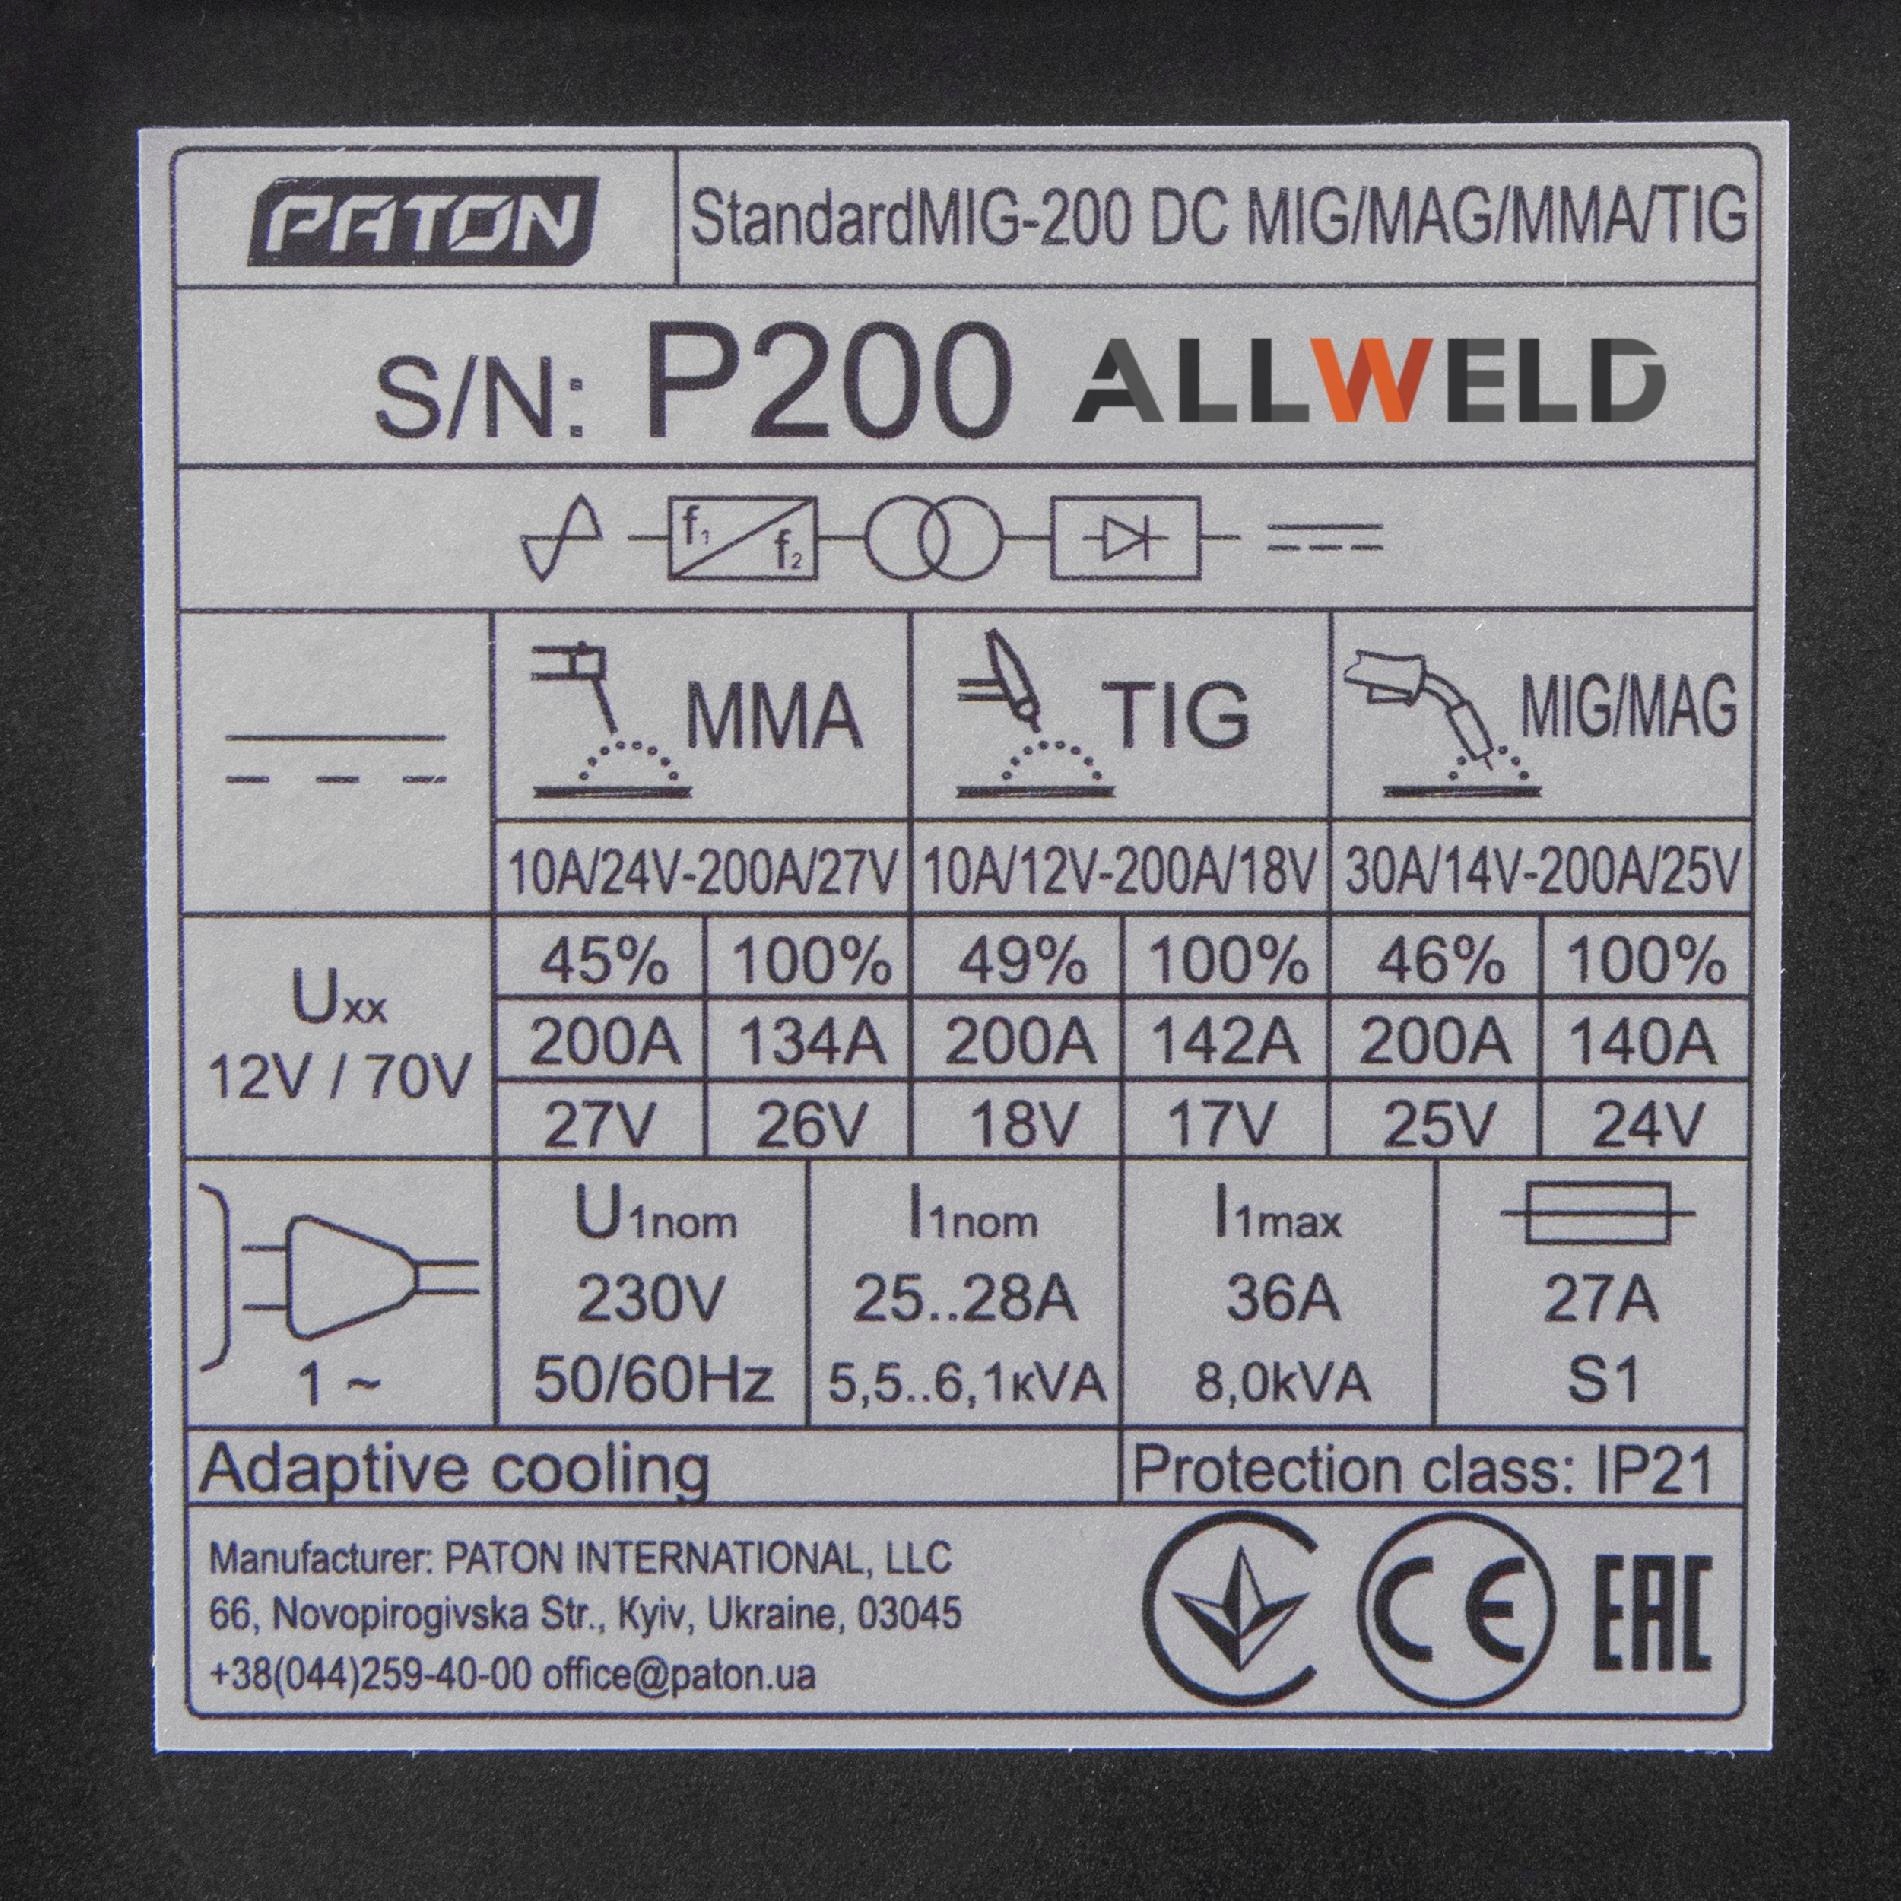 PATON
StandardMIG-200 DC MIG/MAG/MMA/TIG
S/N: P200 ALLWELD
f1
f2
MMA
TIG
MIG/MAG
10A/24V-200A/27V 10A/12V-200A/18V 30A/14V-200A/25V
Uxx
12V / 70V
45% 100% 49% 100% 46% 100%
200A 134A 200A 142A 200A 140A
27V 26V 18V 17V 25V 24V
1 ~
U1nom I1nom I1max
230V 25..28A 36A 27A
50/60Hz 5,5..6,1кVA 8,0kVA S1
Adaptive cooling
Protection class: IP21
Manufacturer: PATON INTERNATIONAL, LLC
66, Novopirogivska Str., Kyiv, Ukraine, 03045
+38(044)259-40-00 office@paton.ua
CE
EAC